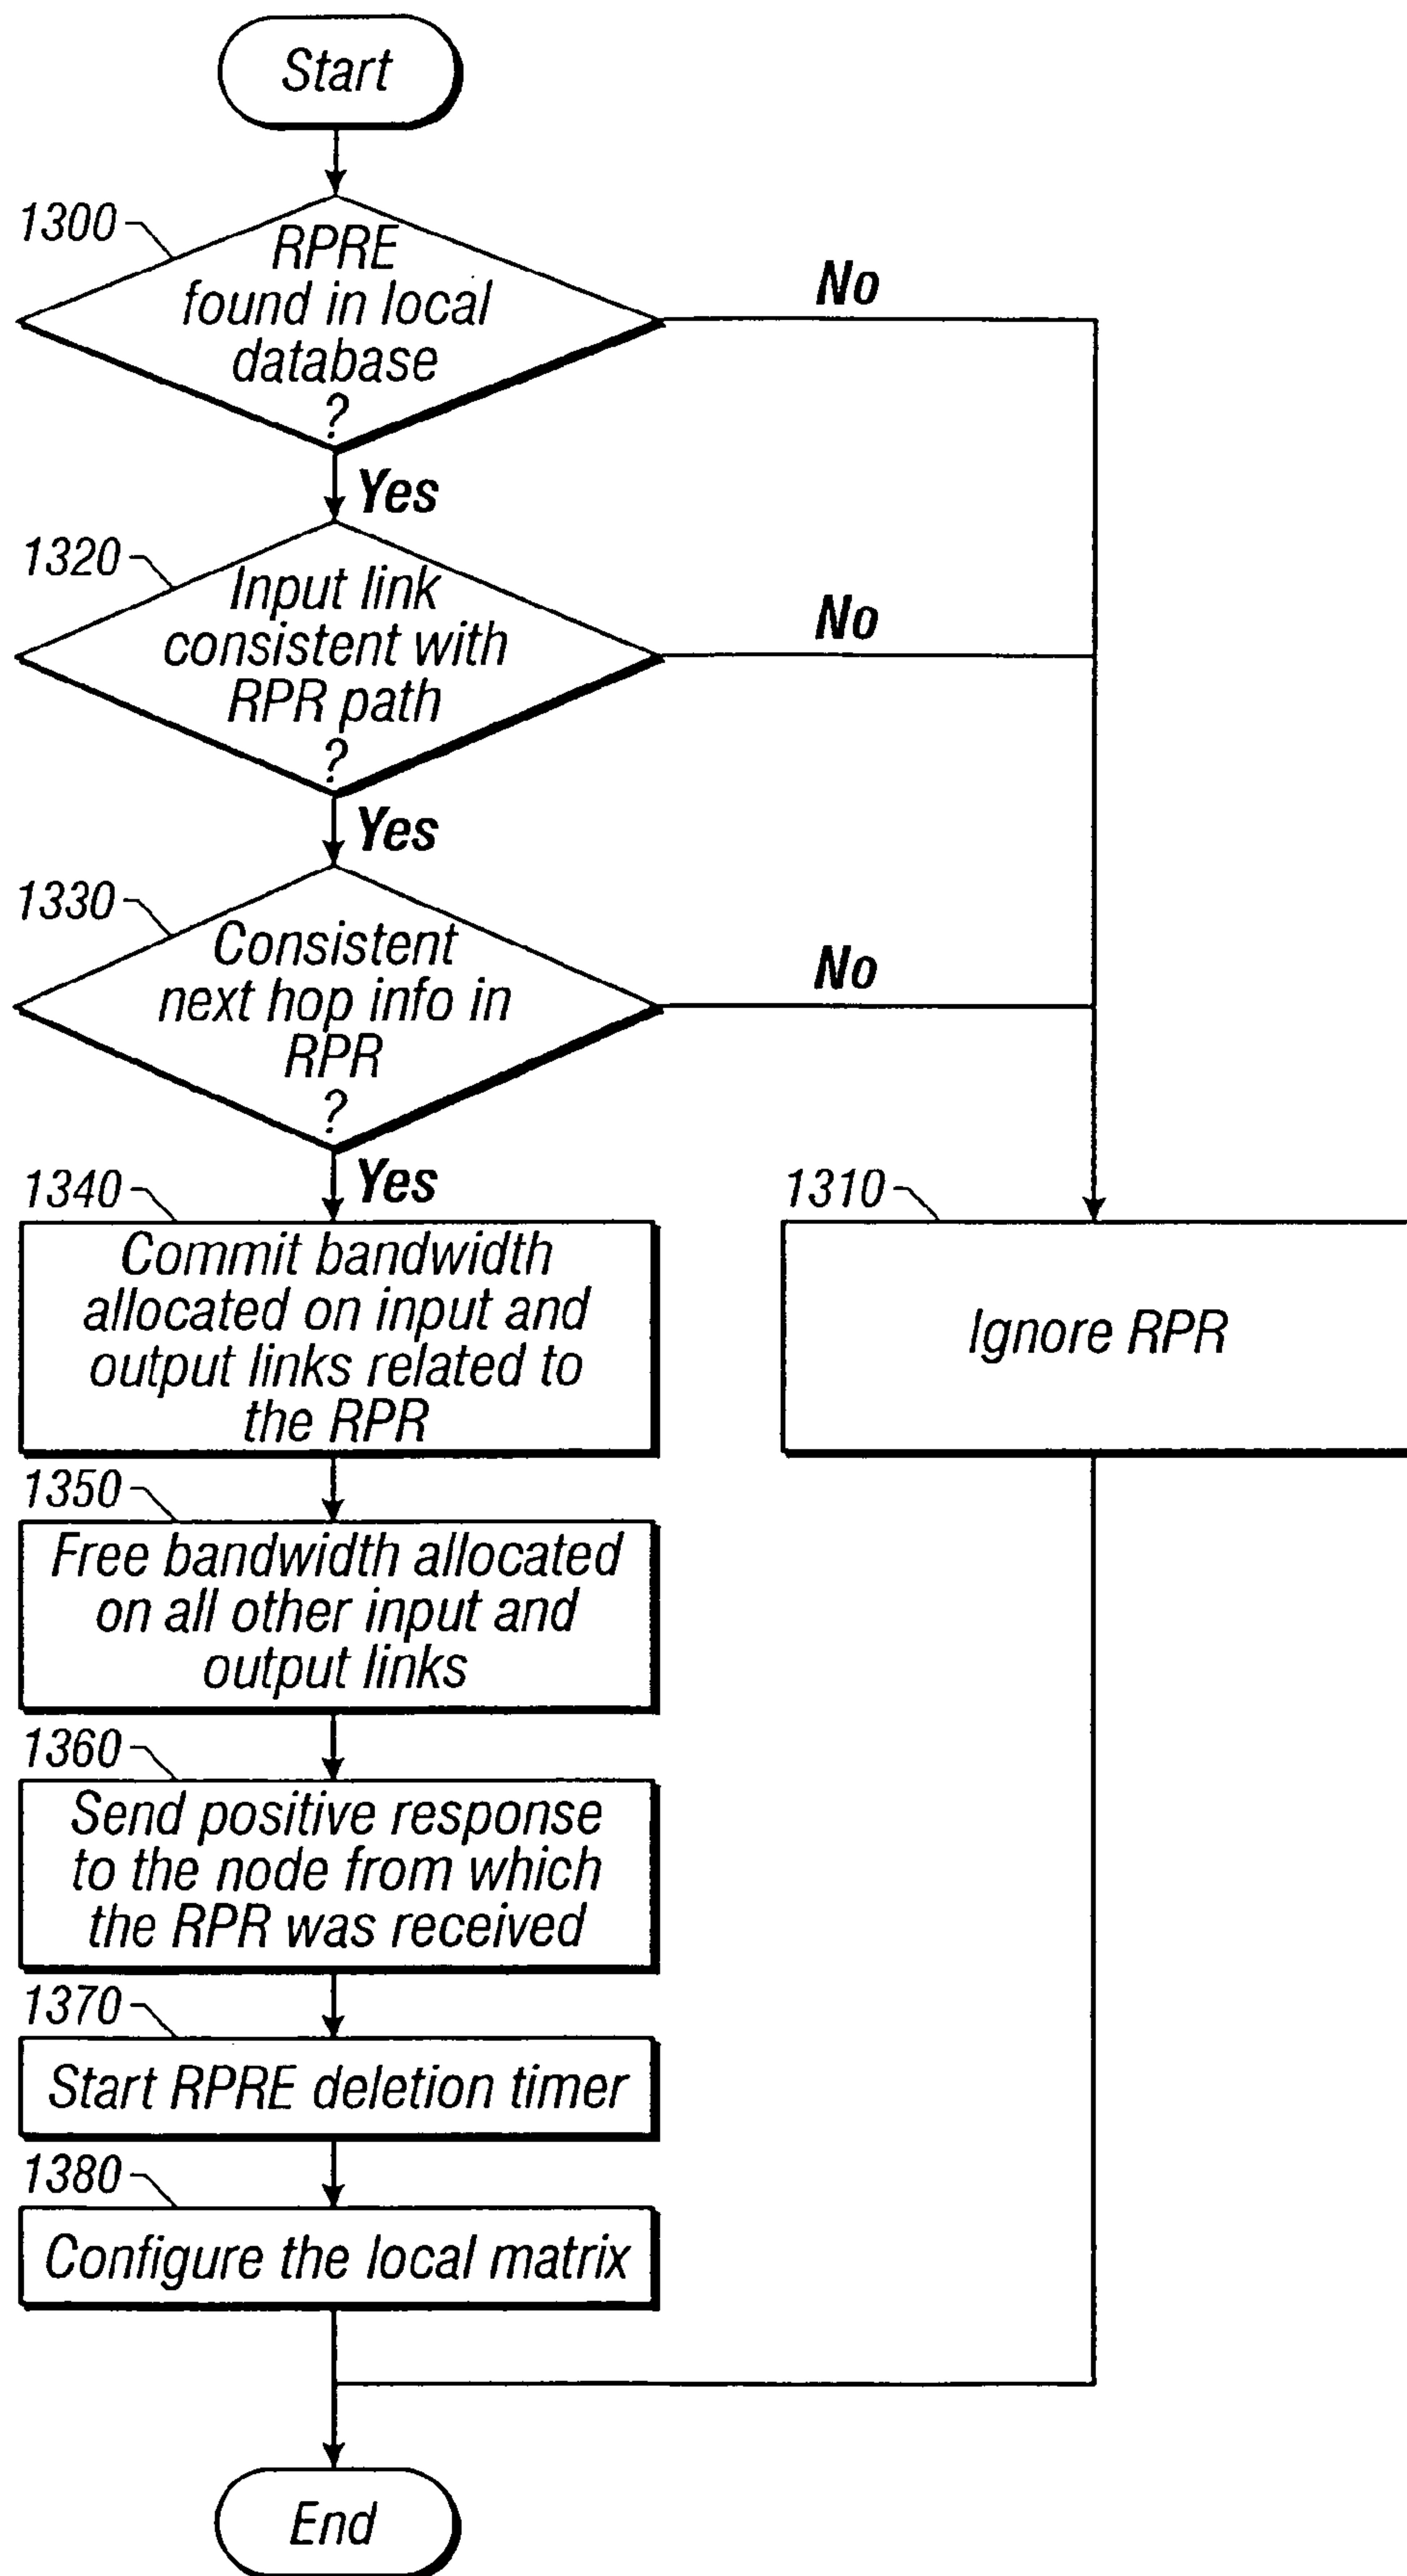 Start
1300
RPRE
found in local
database
?
No
Yes
1320
Input link
consistent with
RPR path
?
No
Yes
1330
Consistent
next hop info in
RPR
?
No
Yes
1340
Commit bandwidth
allocated on input and
output links related to
the RPR
1310
Ignore RPR
1350
Free bandwidth allocated
on all other input and
output links
1360
Send positive response
to the node from which
the RPR was received
1370
Start RPRE deletion timer
1380
Configure the local matrix
End